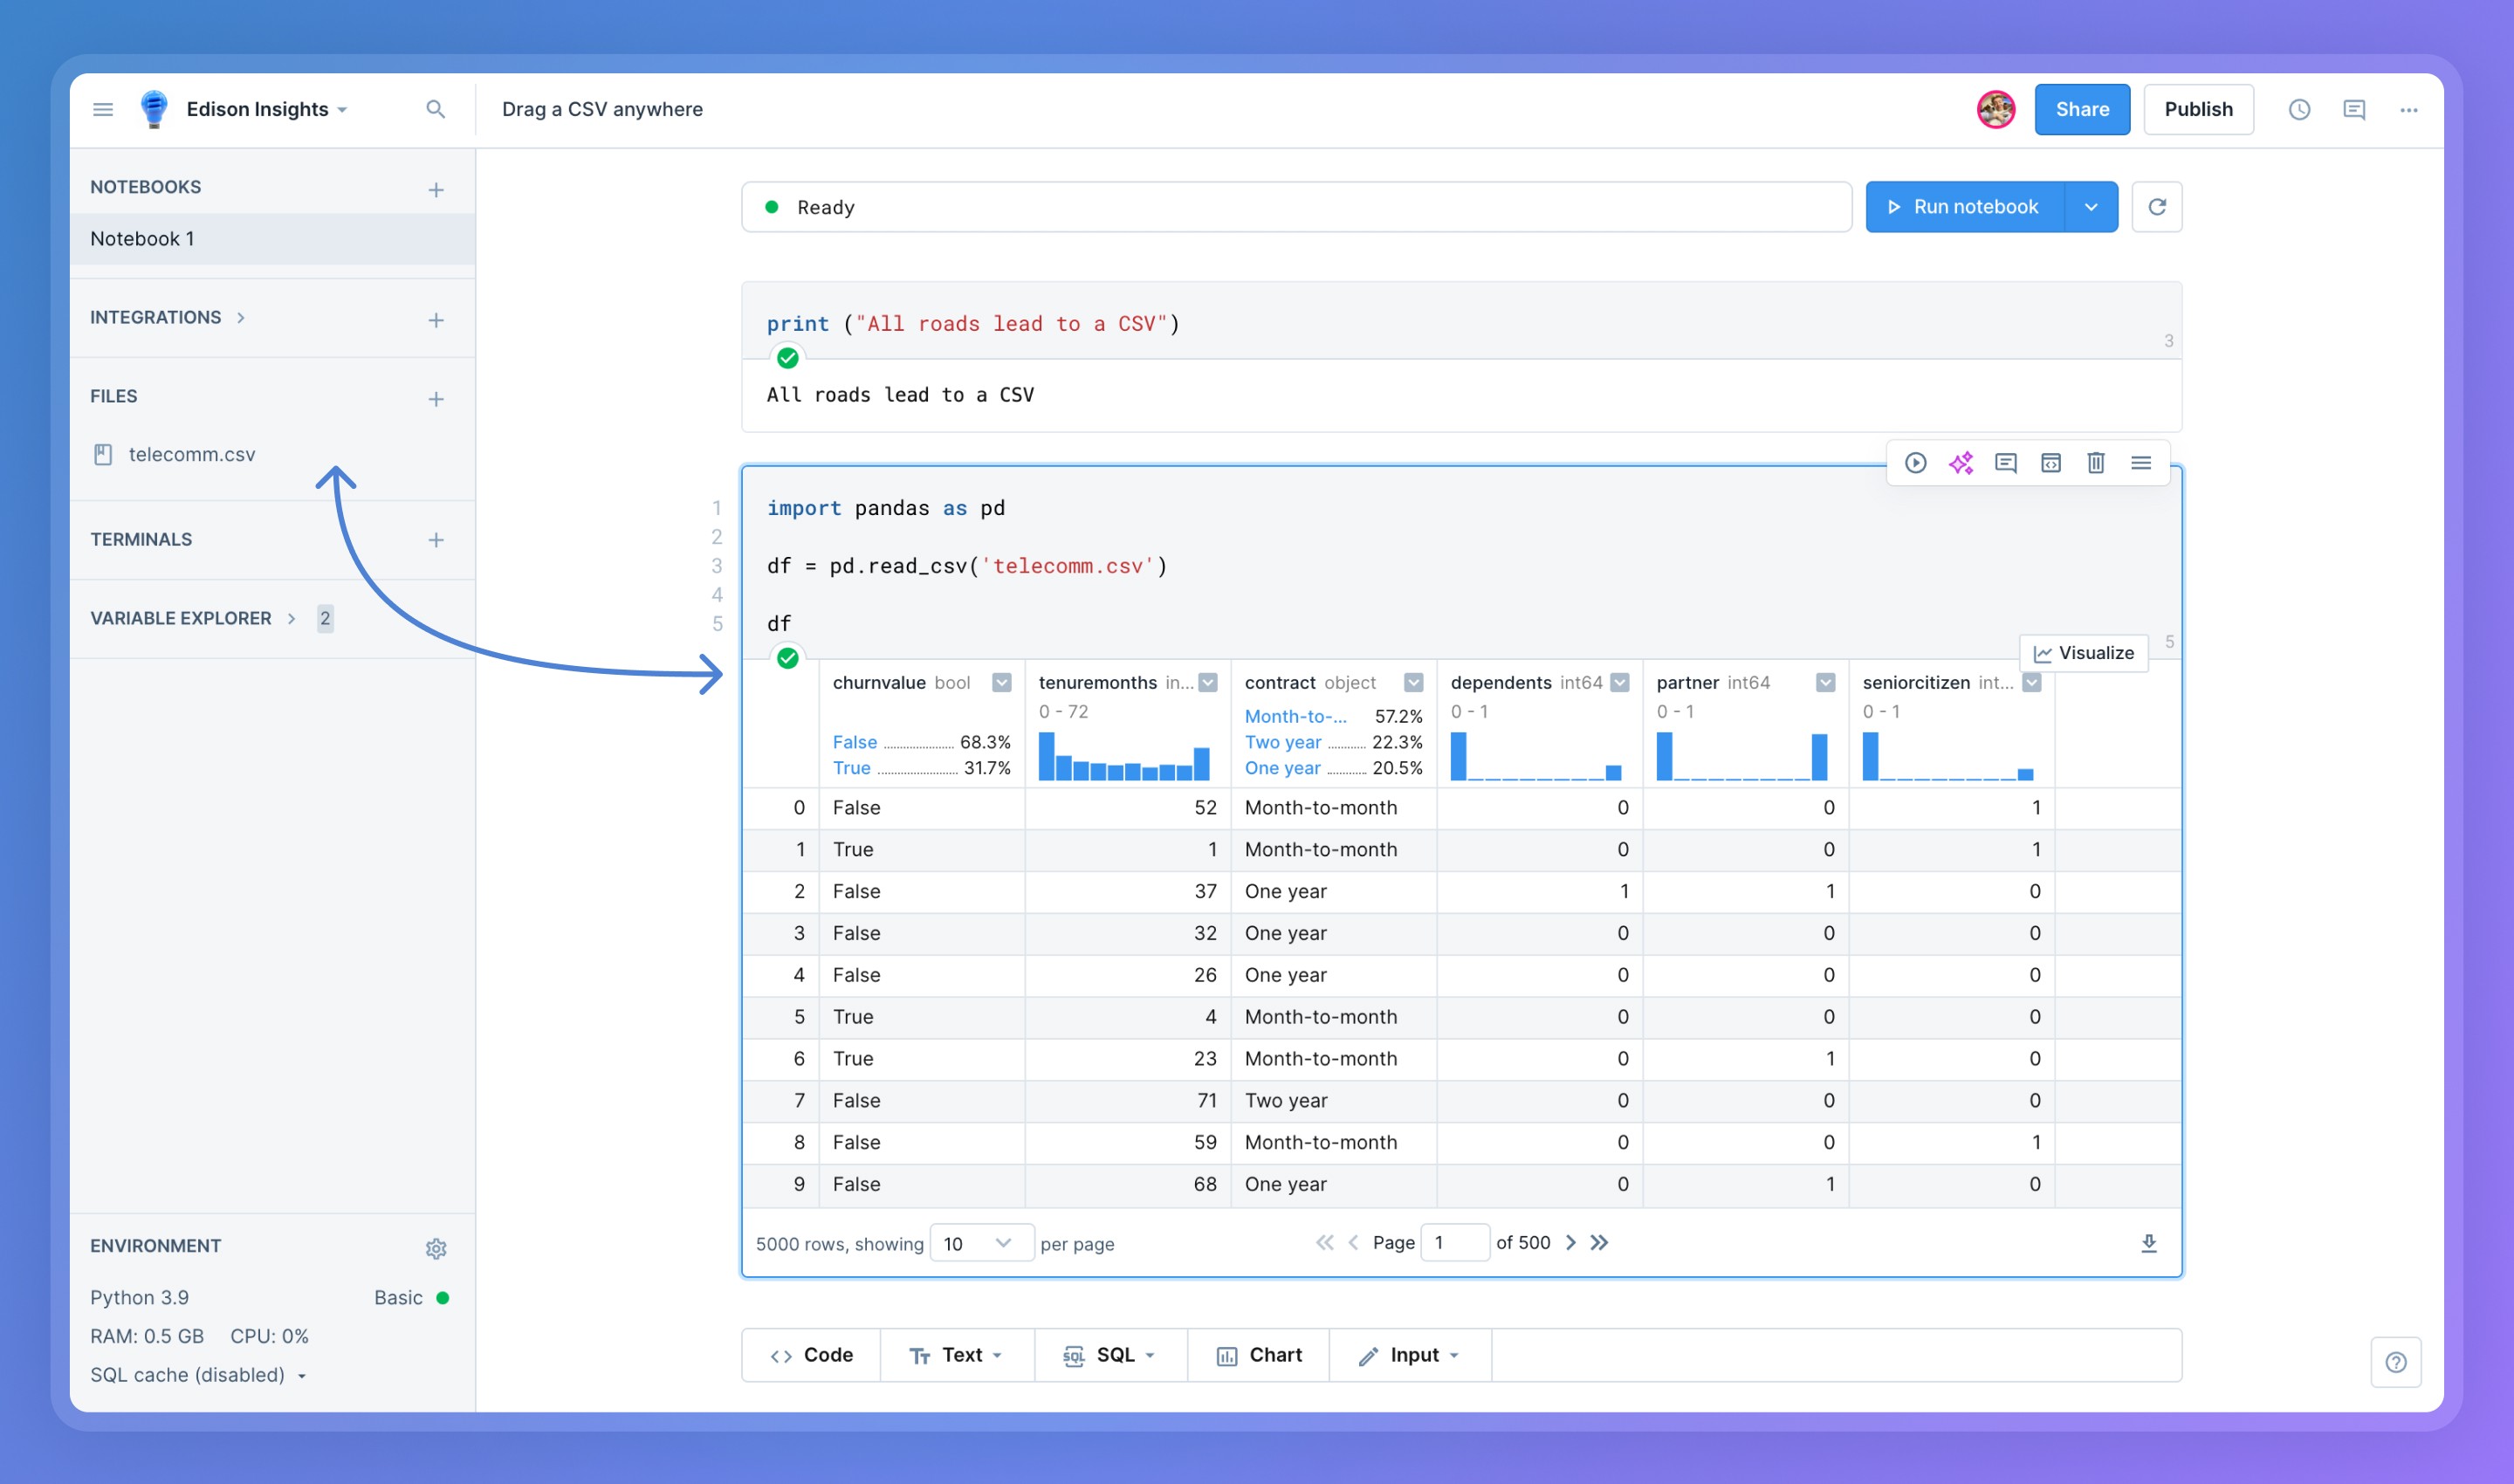 Edison Insights
Drag a CSV anywhere
Share
Publish
NOTEBOOKS
Notebook 1
INTEGRATIONS
FILES
telecomm.csv
TERMINALS
VARIABLE EXPLORER 2
ENVIRONMENT
Python 3.9 Basic
RAM: 0.5 GB CPU: 0%
SQL cache (disabled)
Ready
Run notebook
print ("All roads lead to a CSV")
3
All roads lead to a CSV
1 import pandas as pd
2
3 df = pd.read_csv('telecomm.csv')
4
5 df
5
Visualize
churnvalue bool tenuremonths in... contract object dependents int64 partner int64 seniorcitizen int...
0 - 72 Month-to-... 57.2% 0 - 1 0 - 1 0 - 1
False 68.3% Two year 22.3%
True 31.7% One year 20.5%
0 False 52 Month-to-month 0 0 1
1 True 1 Month-to-month 0 0 1
2 False 37 One year 1 1 0
3 False 32 One year 0 0 0
4 False 26 One year 0 0 0
5 True 4 Month-to-month 0 0 0
6 True 23 Month-to-month 0 1 0
7 False 71 Two year 0 0 0
8 False 59 Month-to-month 0 0 1
9 False 68 One year 0 1 0
5000 rows, showing 10 per page Page 1 of 500
Code Text SQL SQL Chart Input